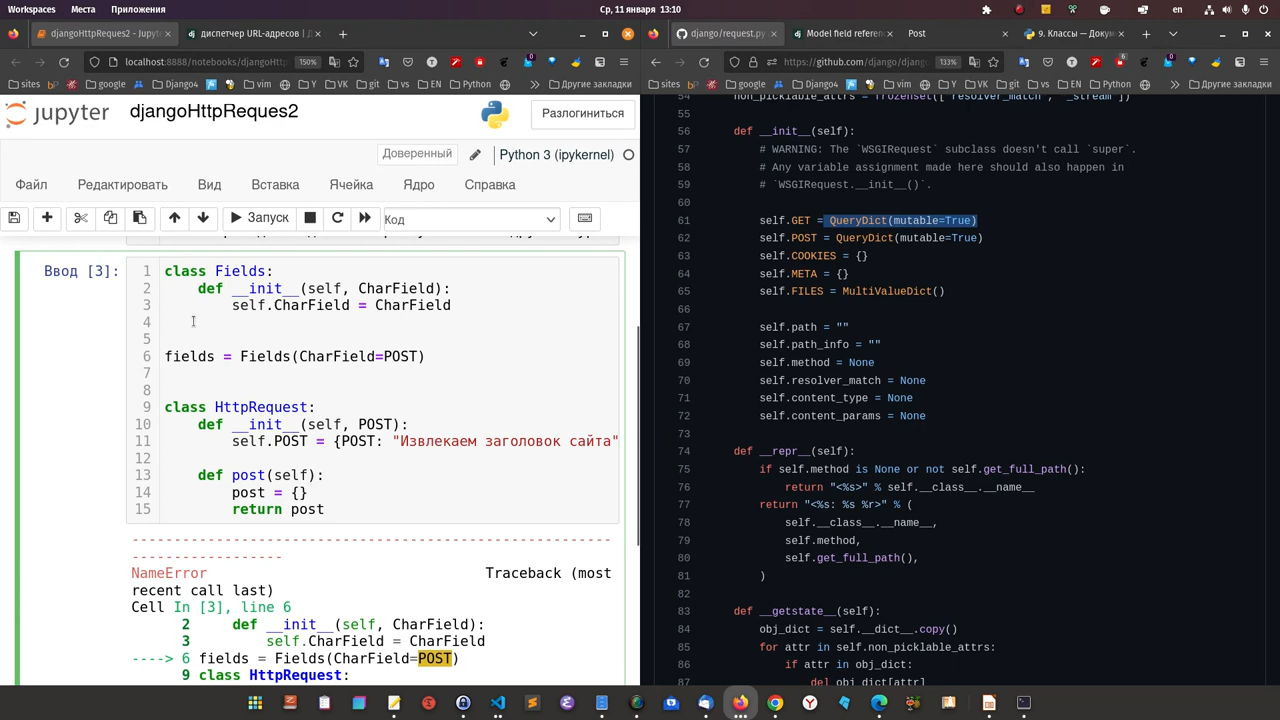 Workspaces Места Приложения
Ср, 11 января 13:10
en
djangoHttpReques2 - Jupyte
диспетчер URL-адресов | D
localhost:8888/notebooks/djangoHtt
150%
sites google django vim Git vs EN Python
Другие закладки
jupyter djangoHttpReques2
Разлогиниться
Доверенный Python 3 (ipykernel)
Файл Редактировать Вид Вставка Ячейка Ядро Справка
Запуск Код
Ввод [3]:
1 class Fields:
2 def __init__(self, CharField):
3 self.CharField = CharField
4
5
6 fields = Fields(CharField=POST)
7
8
9 class HttpRequest:
10 def __init__(self, POST):
11 self.POST = {POST: "Извлекаем заголовок сайта"
12
13 def post(self):
14 post = {}
15 return post
NameError Traceback (most
recent call last)
Cell In [3], line 6
2 def __init__(self, CharField):
3 self.CharField = CharField
----> 6 fields = Fields(CharField=POST)
9 class HttpRequest:
django/request.py
Model field referen
Post
9. Классы — Докум
https://github.com/django/django
133%
sites google Django4 vim Git vs EN Python
Другие закладки
54 non_picklable_attrs = frozenset(["resolver_match", "_stream"])
55
56 def __init__(self):
57 # WARNING: The `WSGIRequest` subclass doesn't call `super`.
58 # Any variable assignment made here should also happen in
59 # `WSGIRequest.__init__()`.
60
61 self.GET = QueryDict(mutable=True)
62 self.POST = QueryDict(mutable=True)
63 self.COOKIES = {}
64 self.META = {}
65 self.FILES = MultiValueDict()
66
67 self.path = ""
68 self.path_info = ""
69 self.method = None
70 self.resolver_match = None
71 self.content_type = None
72 self.content_params = None
73
74 def __repr__(self):
75 if self.method is None or not self.get_full_path():
76 return "<%s>" % self.__class__.__name__
77 return "<%s: %s %r>" % (
78 self.__class__.__name__,
79 self.method,
80 self.get_full_path(),
81 )
82
83 def __getstate__(self):
84 obj_dict = self.__dict__.copy()
85 for attr in self.non_picklable_attrs:
86 if attr in obj_dict:
87 del obj_dict[attr]